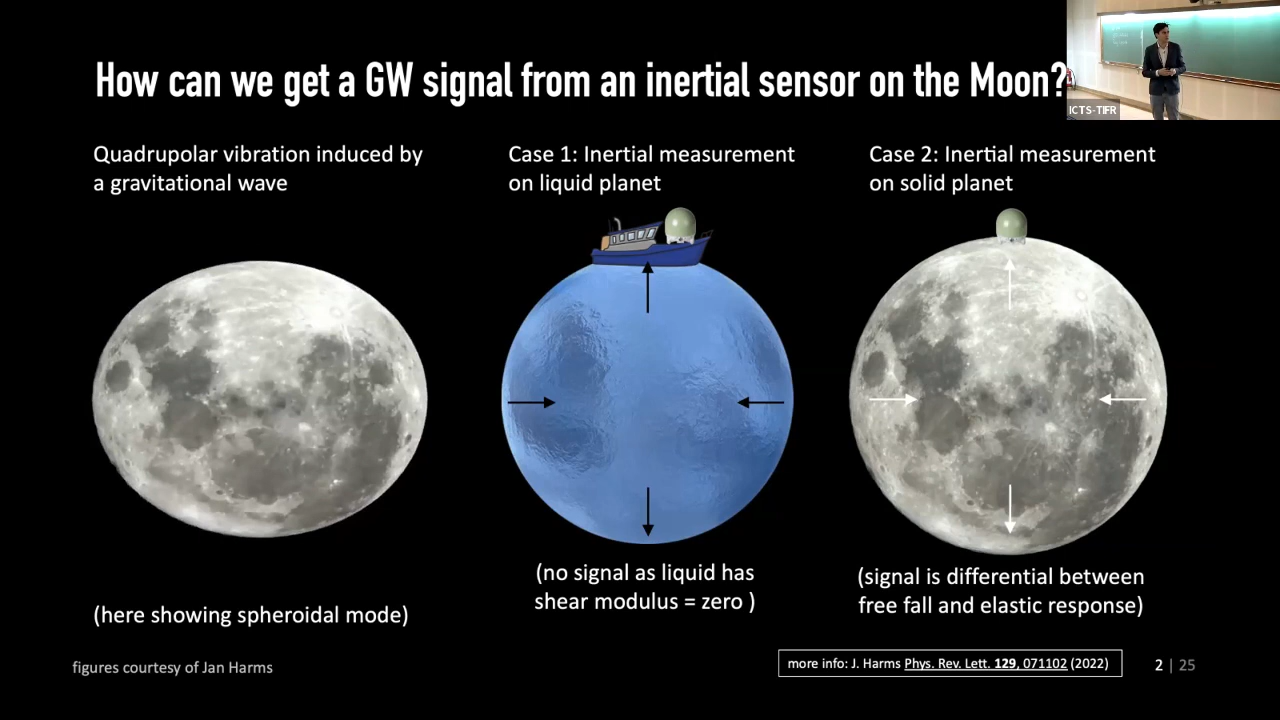 How can we get a GW signal from an inertial sensor on the Moon?
ICTS-TIFR
Quadrupolar vibration induced by
a gravitational wave
Case 1: Inertial measurement
on liquid planet
Case 2: Inertial measurement
on solid planet
(here showing spheroidal mode)
(no signal as liquid has
shear modulus = zero )
(signal is differential between
free fall and elastic response)
figures courtesy of Jan Harms
more info: J. Harms Phys. Rev. Lett. 129, 071102 (2022)
2 | 25